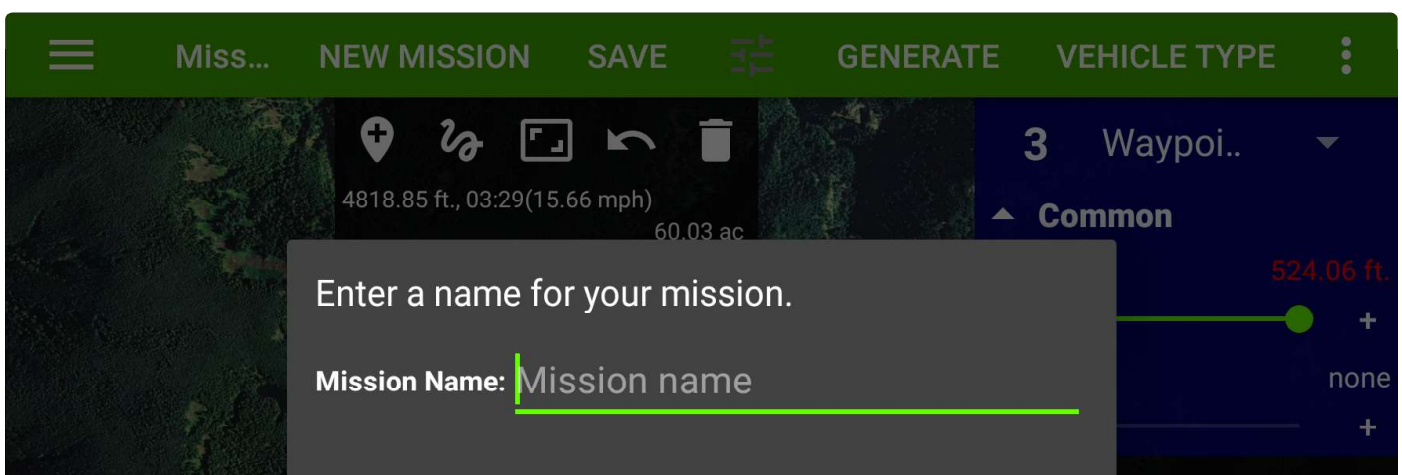 Miss... NEW MISSION SAVE GENERATE VEHICLE TYPE
3 Waypoi..
4818.85 ft., 03:29(15.66 mph)
60.03 ac
Common
524.06 ft.
Enter a name for your mission.
+
Mission Name: Mission name
none
+